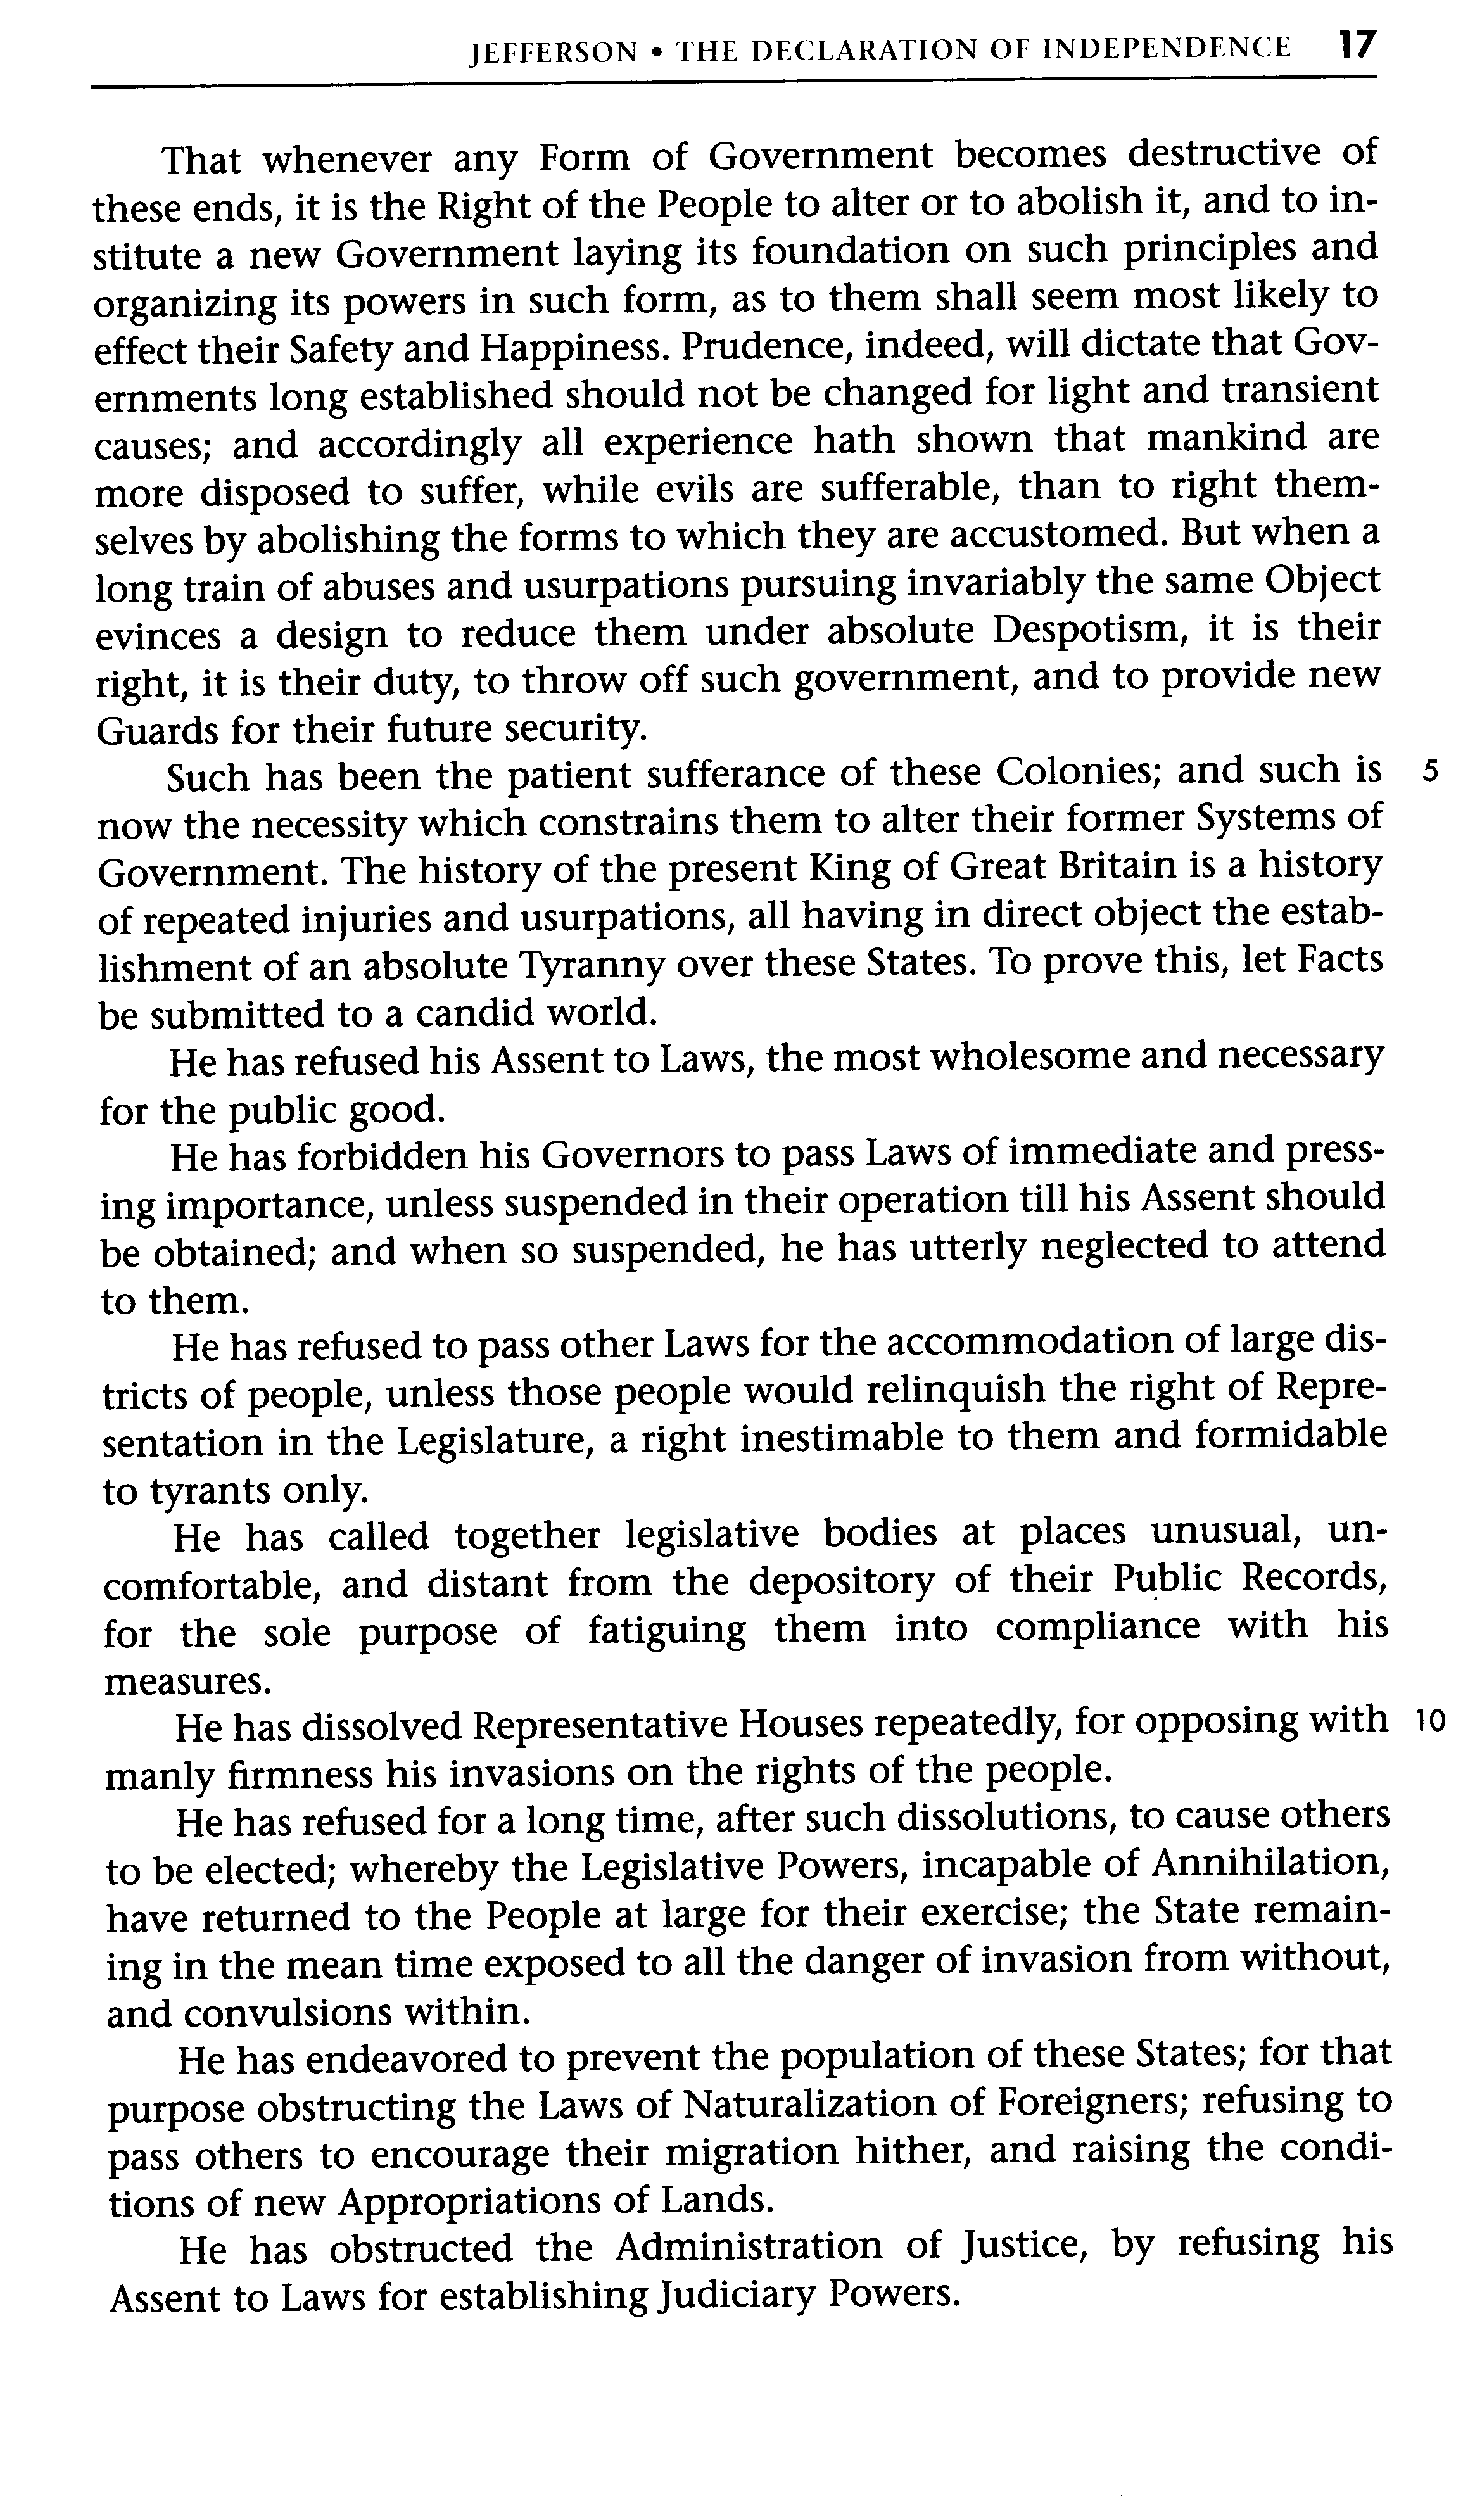 JEFFERSON • THE DECLARATION OF INDEPENDENCE 17
That whenever any Form of Government becomes destructive of
these ends, it is the Right of the People to alter or to abolish it, and to in-
stitute a new Government laying its foundation on such principles and
organizing its powers in such form, as to them shall seem most likely to
effect their Safety and Happiness. Prudence, indeed, will dictate that Gov-
ernments long established should not be changed for light and transient
causes; and accordingly all experience hath shown that mankind are
more disposed to suffer, while evils are sufferable, than to right them-
selves by abolishing the forms to which they are accustomed. But when a
long train of abuses and usurpations pursuing invariably the same Object
evinces a design to reduce them under absolute Despotism, it is their
right, it is their duty, to throw off such government, and to provide new
Guards for their future security.
Such has been the patient sufferance of these Colonies; and such is 5
now the necessity which constrains them to alter their former Systems of
Government. The history of the present King of Great Britain is a history
of repeated injuries and usurpations, all having in direct object the estab-
lishment of an absolute Tyranny over these States. To prove this, let Facts
be submitted to a candid world.
He has refused his Assent to Laws, the most wholesome and necessary
for the public good.
He has forbidden his Governors to pass Laws of immediate and press-
ing importance, unless suspended in their operation till his Assent should
be obtained; and when so suspended, he has utterly neglected to attend
to them.
He has refused to pass other Laws for the accommodation of large dis-
tricts of people, unless those people would relinquish the right of Repre-
sentation in the Legislature, a right inestimable to them and formidable
to tyrants only.
He has called together legislative bodies at places unusual, un-
comfortable, and distant from the depository of their Public Records,
for the sole purpose of fatiguing them into compliance with his
measures.
He has dissolved Representative Houses repeatedly, for opposing with 10
manly firmness his invasions on the rights of the people.
He has refused for a long time, after such dissolutions, to cause others
to be elected; whereby the Legislative Powers, incapable of Annihilation,
have returned to the People at large for their exercise; the State remain-
ing in the mean time exposed to all the danger of invasion from without,
and convulsions within.
He has endeavored to prevent the population of these States; for that
purpose obstructing the Laws of Naturalization of Foreigners; refusing to
pass others to encourage their migration hither, and raising the condi-
tions of new Appropriations of Lands.
He has obstructed the Administration of Justice, by refusing his
Assent to Laws for establishing Judiciary Powers.